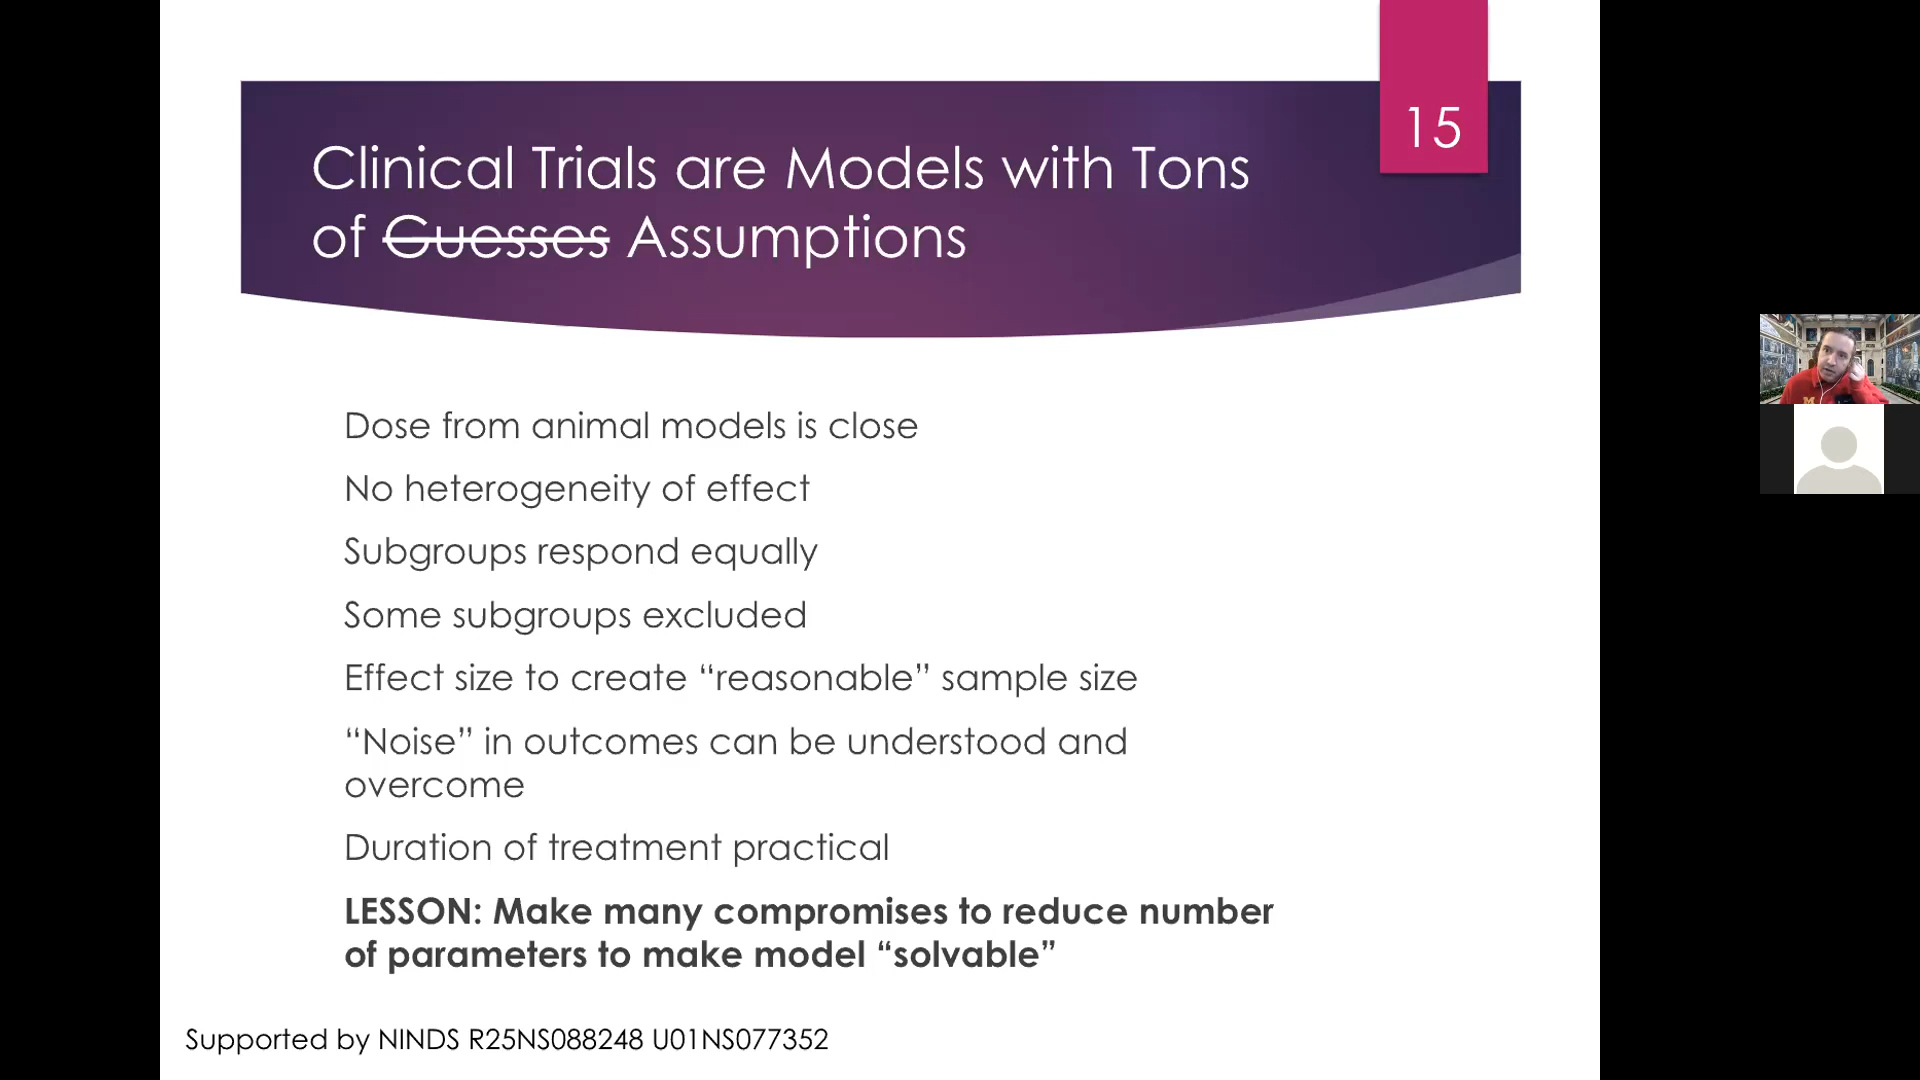 15
Clinical Trials are Models with Tons
of Guesses Assumptions
Dose from animal models is close
No heterogeneity of effect
Subgroups respond equally
Some subgroups excluded
Effect size to create “reasonable” sample size
“Noise” in outcomes can be understood and
overcome
Duration of treatment practical
LESSON: Make many compromises to reduce number
of parameters to make model “solvable”
Supported by NINDS R25NS088248 U01NS077352
M